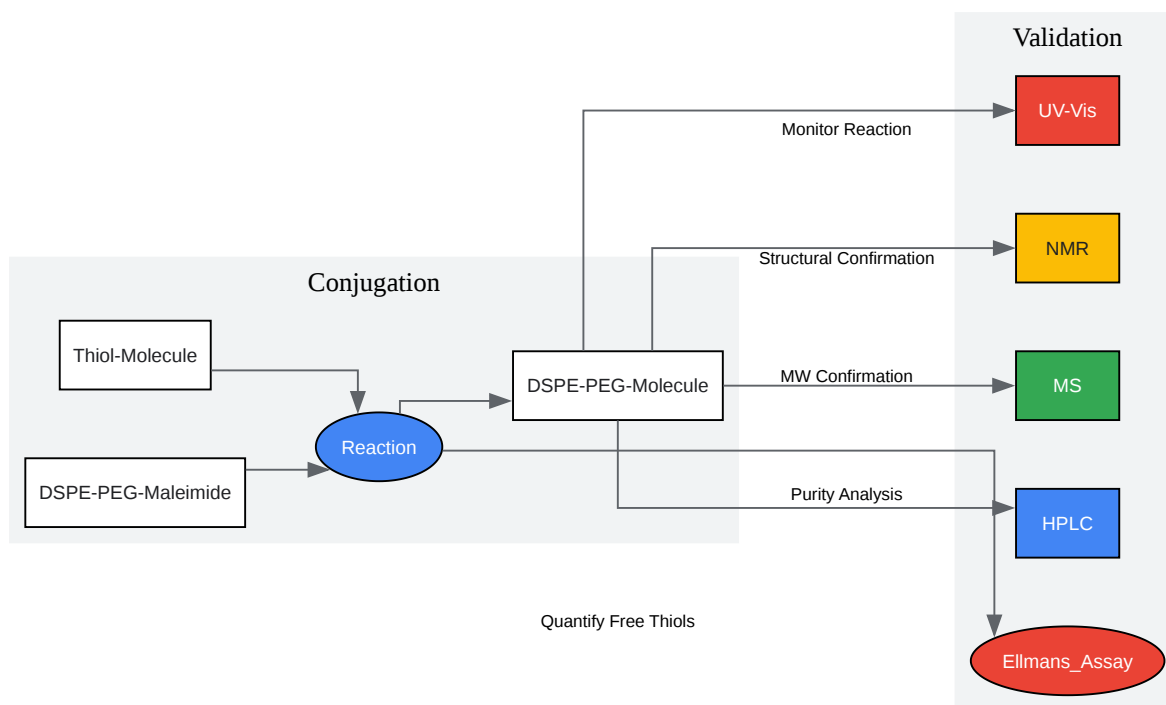 Validation
UV-Vis
Monitor Reaction
NMR
Structural Confirmation
Conjugation
Thiol-Molecule
DSPE-PEG-Molecule
MW Confirmation
MS
Reaction
DSPE-PEG-Maleimide
Purity Analysis
HPLC
Quantify Free Thiols
Ellmans_Assay